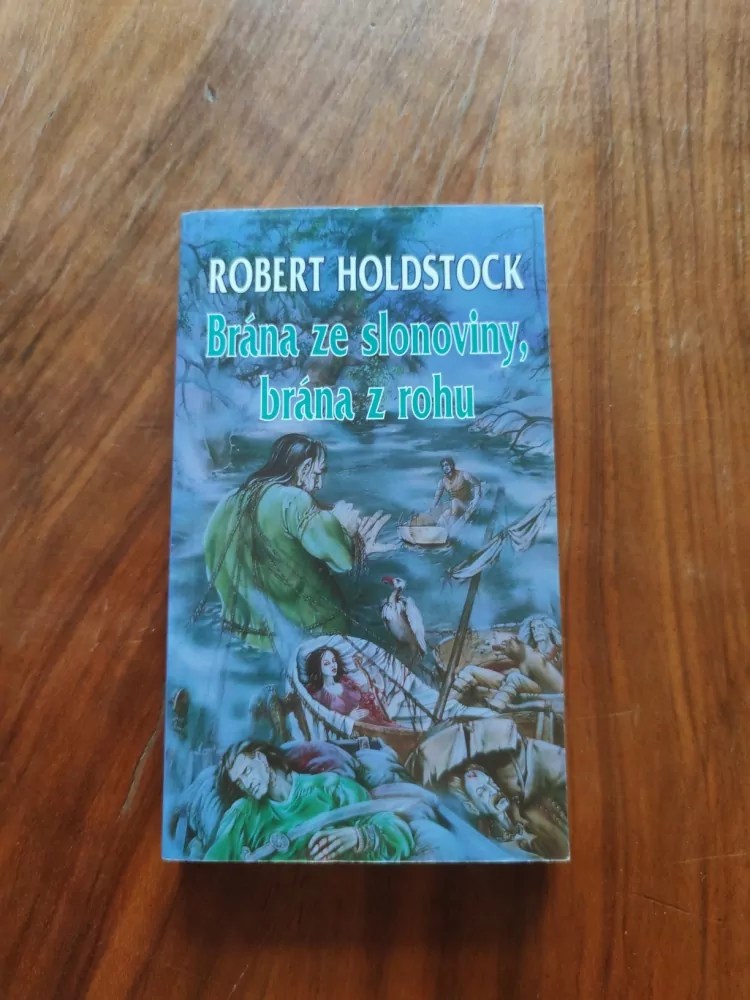 ROBERT HOLDSTOCK
Brána ze slonoviny,
brána z rohu